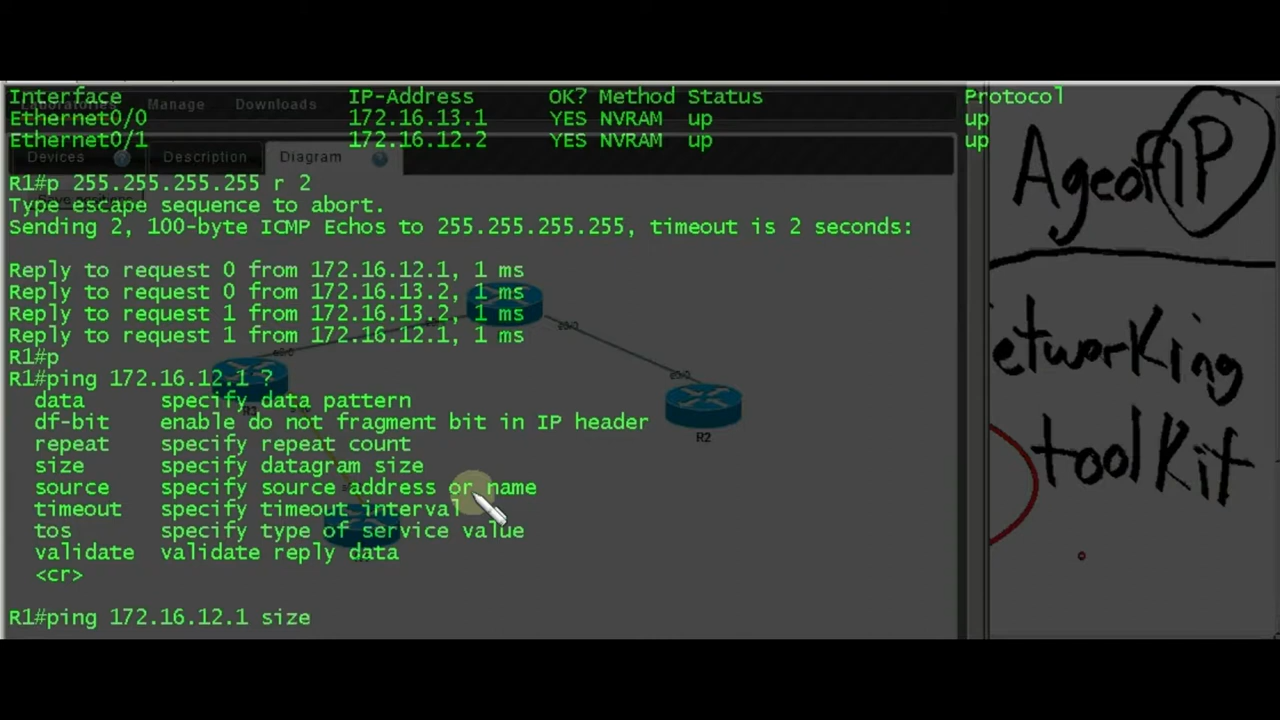 Interface IP-Address OK? Method Status Protocol
Ethernet0/0 172.16.13.1 YES NVRAM up up
Ethernet0/1 172.16.12.2 YES NVRAM up up
Manage Downloads
Devices ? Description Diagram ?
R1#p 255.255.255.255 r 2
Type escape sequence to abort.
Sending 2, 100-byte ICMP Echos to 255.255.255.255, timeout is 2 seconds:
Reply to request 0 from 172.16.12.1, 1 ms
Reply to request 0 from 172.16.13.2, 1 ms
Reply to request 1 from 172.16.13.2, 1 ms
Reply to request 1 from 172.16.12.1, 1 ms
R1#p
R1#ping 172.16.12.1 ?
data specify data pattern
df-bit enable do not fragment bit in IP header
repeat specify repeat count
size specify datagram size
source specify source address or name
timeout specify timeout interval
tos specify type of service value
validate validate reply data
<cr>
R1#ping 172.16.12.1 size
R2
AgeofIP
etworking
toolkit